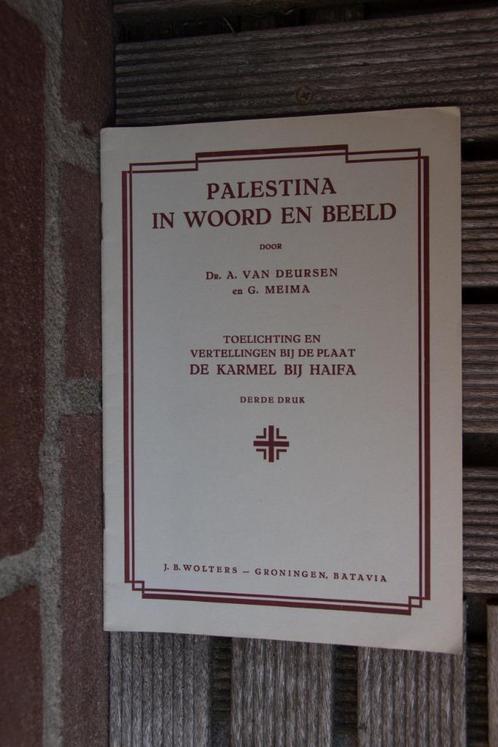 PALESTINA
IN WOORD EN BEELD
DOOR
DR. A. VAN DEURSEN
en G. MEIMA
TOELICHTING EN
VERTELLINGEN BIJ DE PLAAT
DE KARMEL BIJ HAIFA
DERDE DRUK
J. B. WOLTERS — GRONINGEN, BATAVIA